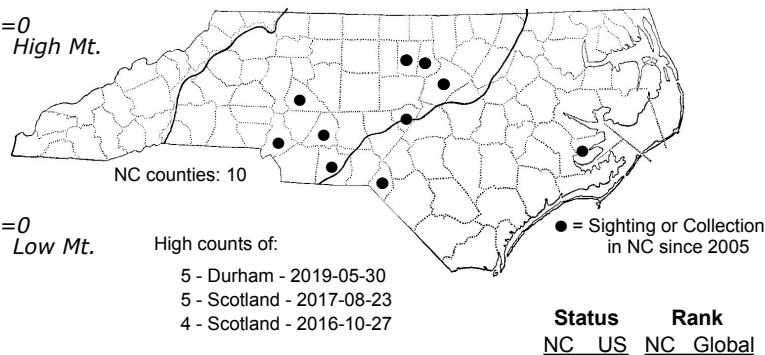 =0
High Mt.
NC counties: 10
=0
Low Mt.
High counts of:
5 - Durham - 2019-05-30
5 - Scotland - 2017-08-23
4 - Scotland - 2016-10-27
● = Sighting or Collection
in NC since 2005
Status Rank
NC US NC Global